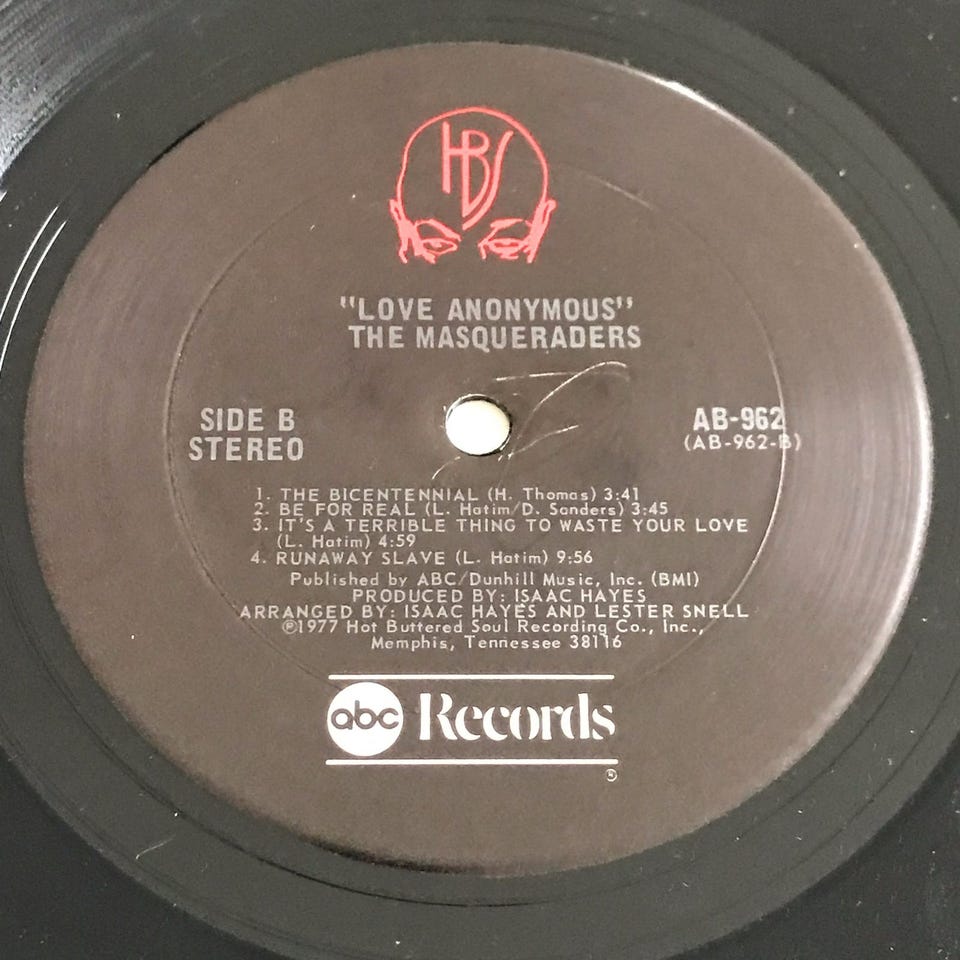 HBS
"LOVE ANONYMOUS"
THE MASQUERADERS
SIDE B
STEREO
AB-962
(AB-962-B)
1. THE BICENTENNIAL (H. Thomas) 3:41
2. BE FOR REAL (L. Hatim/D. Sanders) 3:45
3. IT'S A TERRIBLE THING TO WASTE YOUR LOVE
(L. Hatim) 4:59
4. RUNAWAY SLAVE (L. Hatim) 9:56
Published by ABC/Dunhill Music, Inc. (BMI)
PRODUCED BY: ISAAC HAYES
ARRANGED BY: ISAAC HAYES AND LESTER SNELL
℗1977 Hot Buttered Soul Recording Co., Inc.,
Memphis, Tennessee 38116
abc Records
®